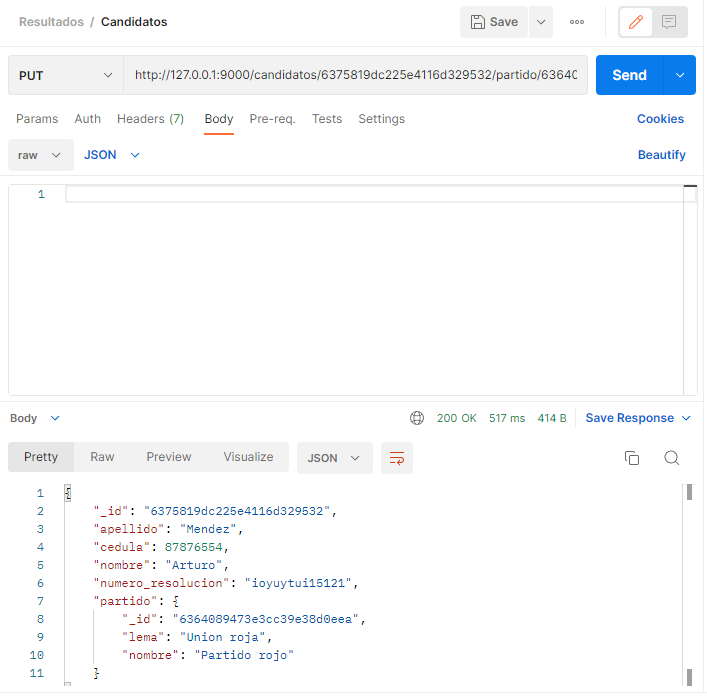 Resultados / Candidatos
Save
PUT
http://127.0.0.1:9000/candidatos/6375819dc225e4116d329532/partido/63640
Send
Params Auth Headers (7) Body Pre-req. Tests Settings Cookies
raw JSON Beautify
1
Body 200 OK 517 ms 414 B Save Response
Pretty Raw Preview Visualize JSON
1 {
2 "_id": "6375819dc225e4116d329532",
3 "apellido": "Mendez",
4 "cedula": 87876554,
5 "nombre": "Arturo",
6 "numero_resolucion": "ioyuytui15121",
7 "partido": {
8 "_id": "6364089473e3cc39e38d0eea",
9 "lema": "Union roja",
10 "nombre": "Partido rojo"
11 }